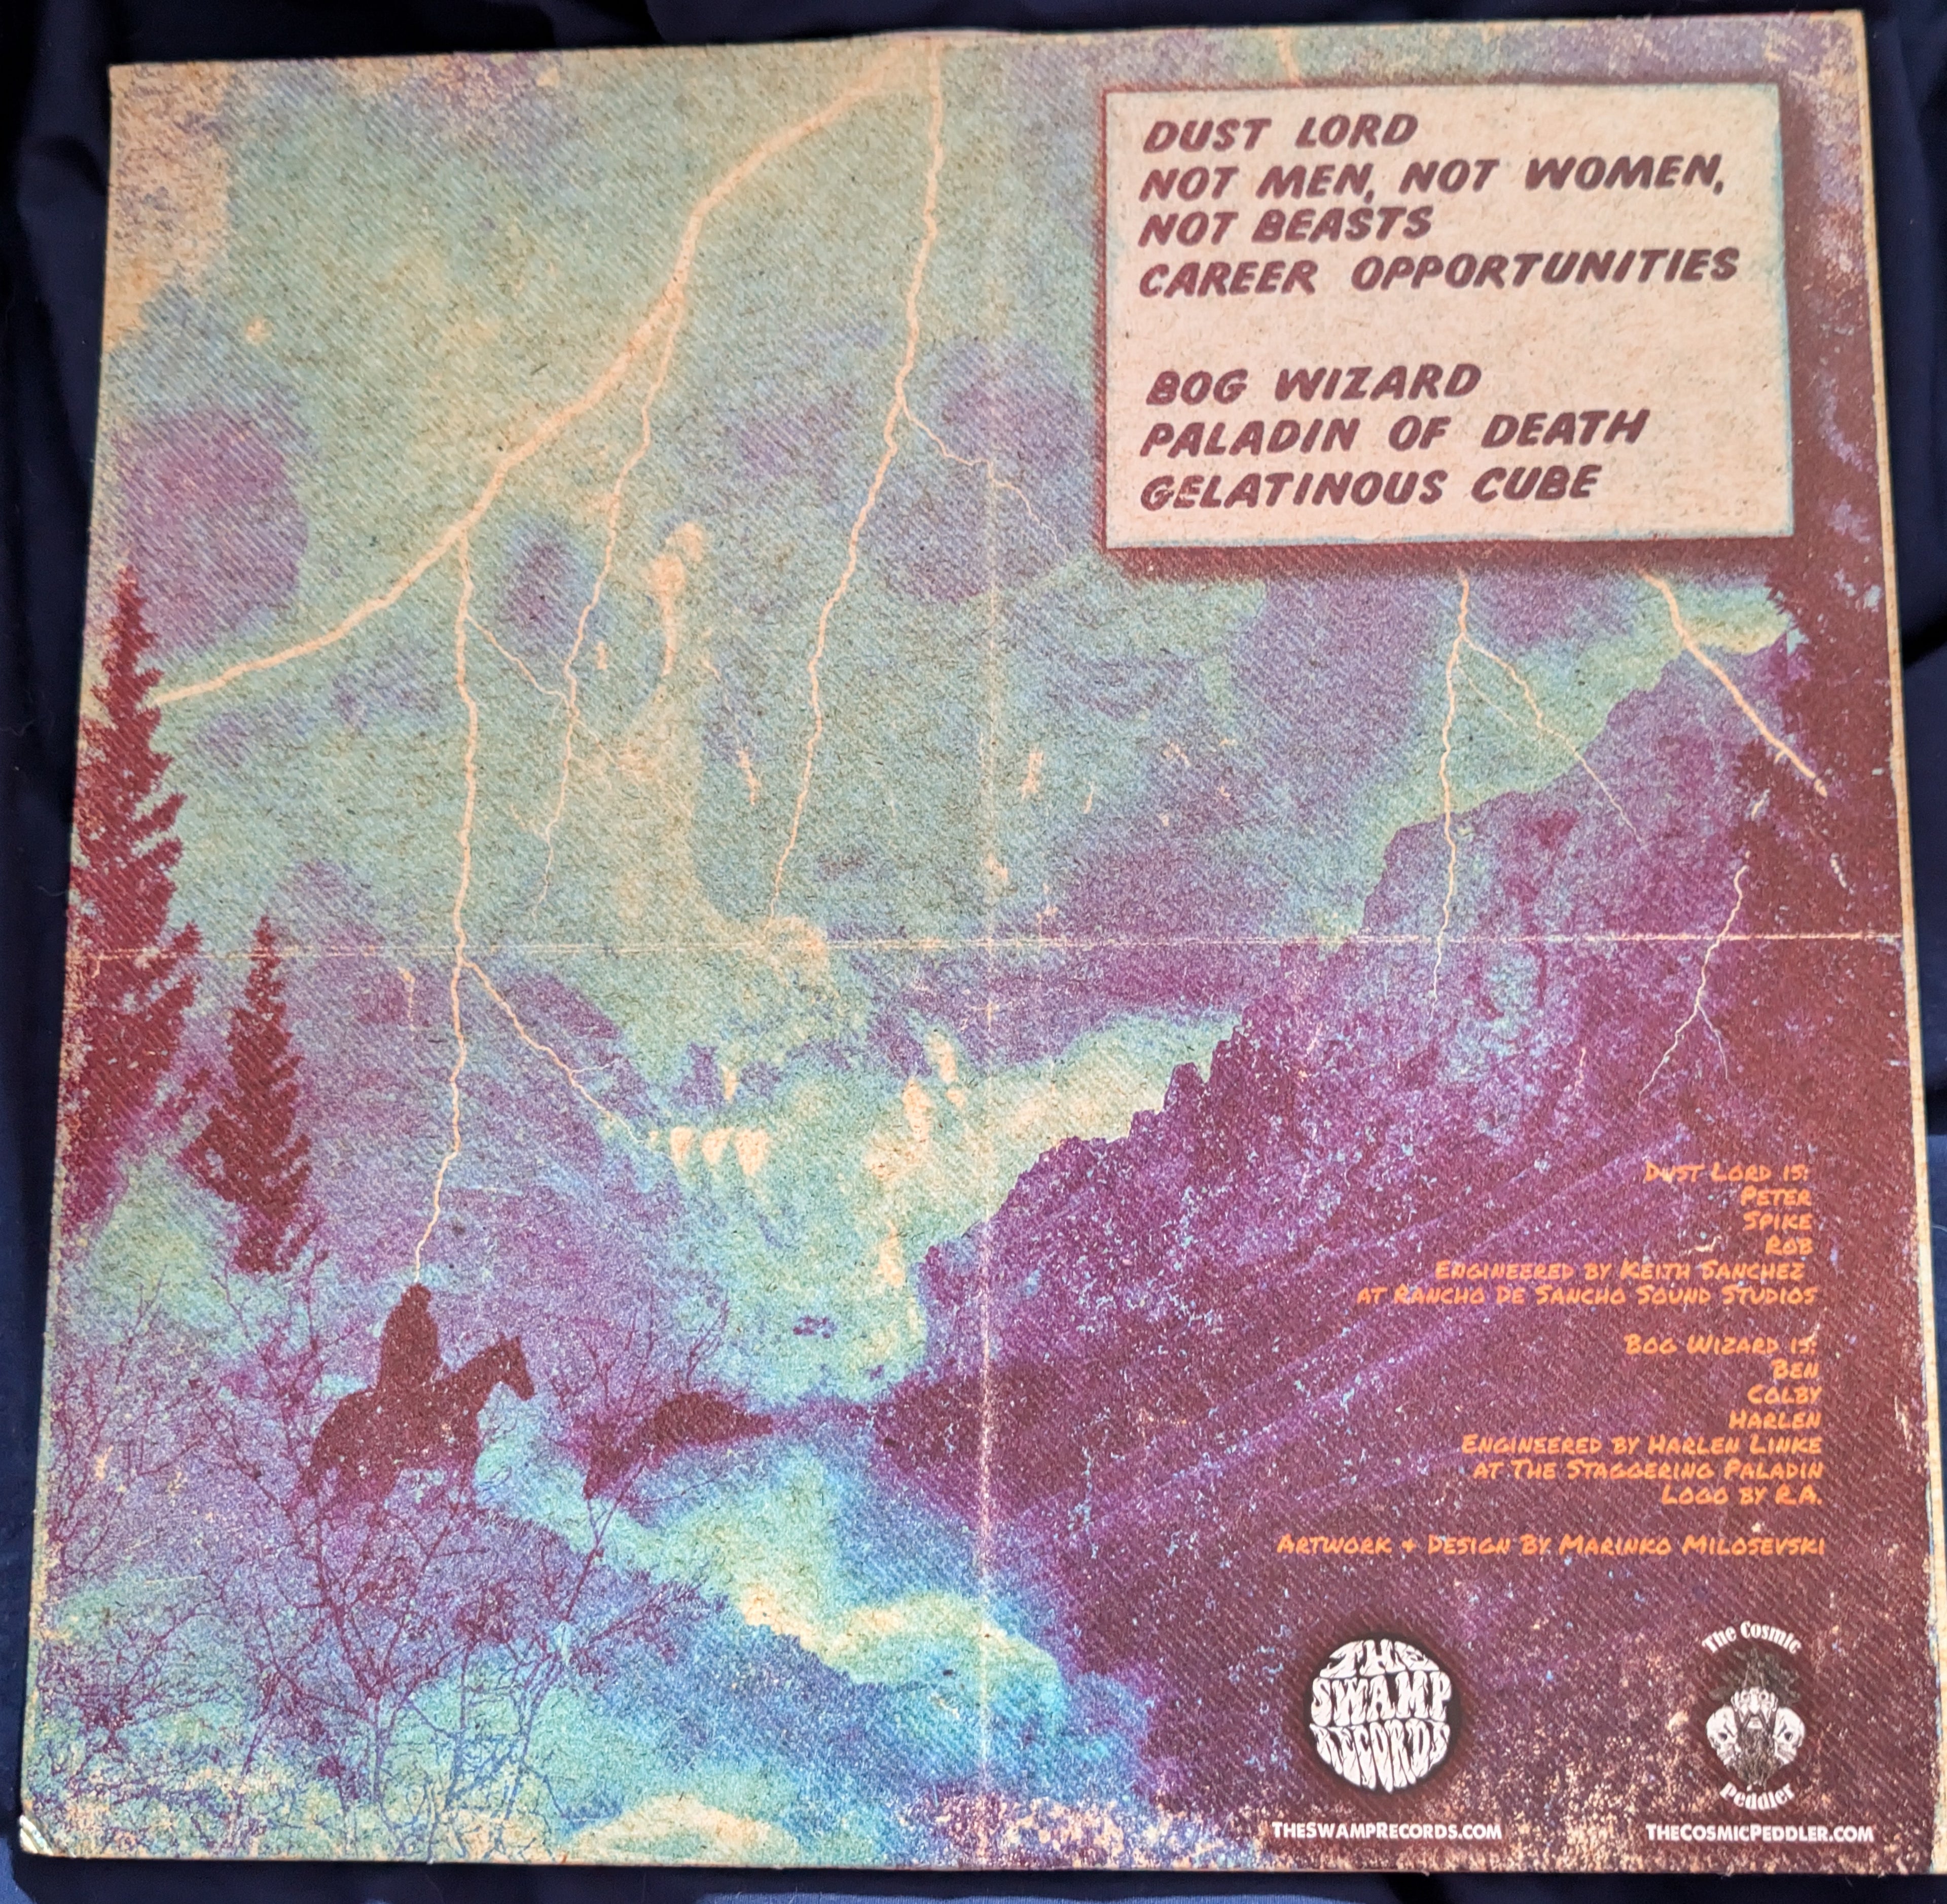 DUST LORD
NOT MEN, NOT WOMEN,
NOT BEASTS
CAREER OPPORTUNITIES
BOG WIZARD
PALADIN OF DEATH
GELATINOUS CUBE
DUST LORD IS:
PETER
SPIKE
ROB
ENGINEERED BY KEITH SANCHEZ
AT RANCHO DE SANCHO SOUND STUDIOS
BOG WIZARD IS:
BEN
COLBY
HARLEN
ENGINEERED BY HARLEN LINKE
AT THE STAGGERING PALADIN
LOGO BY R.A.
ARTWORK + DESIGN BY MARINKO MILOSEVSKI
THE
SWAMP
RECORDS
THESWAMPRECORDS.COM
The Cosmic
Peddler
THECOSMICPEDDLER.COM